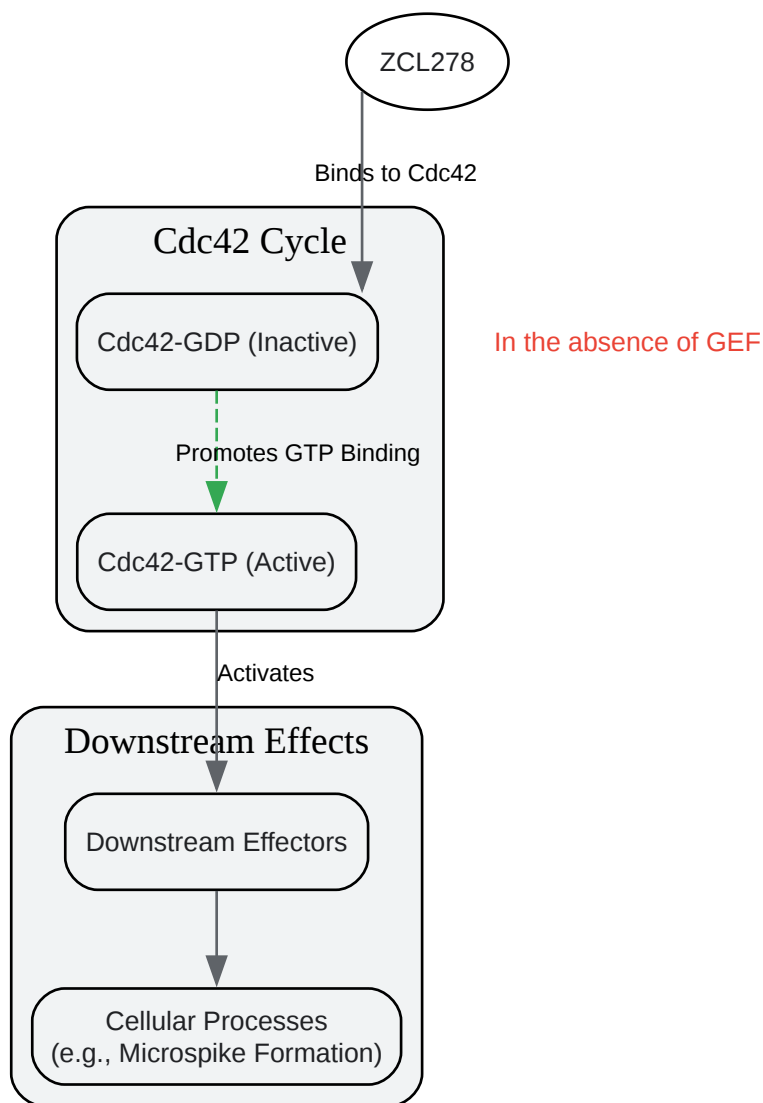 ZCL278
Binds to Cdc42
Cdc42 Cycle
Cdc42-GDP (Inactive)
In the absence of GEF
Promotes GTP Binding
Cdc42-GTP (Active)
Activates
Downstream Effects
Downstream Effectors
Cellular Processes
(e.g., Microspike Formation)